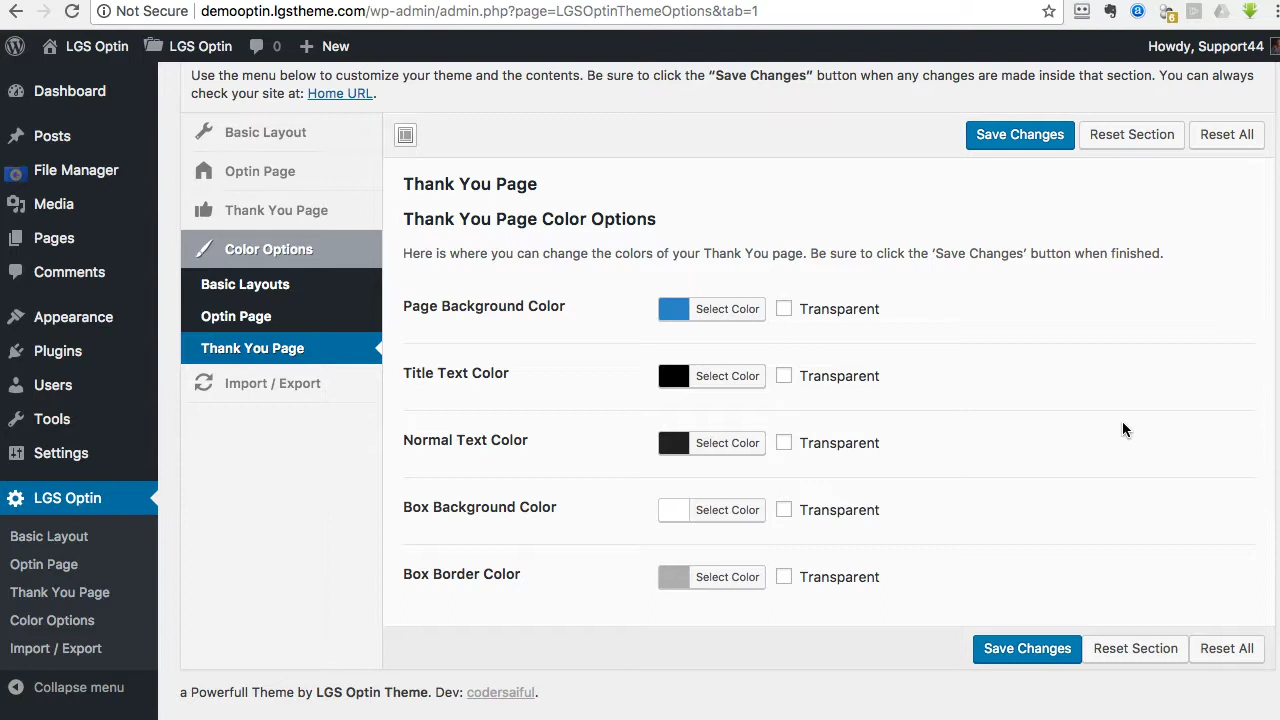 Not Secure demooptin.lgstheme.com/wp-admin/admin.php?page=LGSOptinThemeOptions&tab=1
6
LGS Optin LGS Optin 0 New Howdy, Support44
Use the menu below to customize your theme and the contents. Be sure to click the “Save Changes” button when any changes are made inside that section. You can always
check your site at: Home URL.
Dashboard
Posts
File Manager
Media
Pages
Comments
Appearance
Plugins
Users
Tools
Settings
LGS Optin
Basic Layout
Optin Page
Thank You Page
Color Options
Import / Export
Collapse menu
Basic Layout
Optin Page
Thank You Page
Color Options
Basic Layouts
Optin Page
Thank You Page
Import / Export
Save Changes Reset Section Reset All
Thank You Page
Thank You Page Color Options
Here is where you can change the colors of your Thank You page. Be sure to click the ‘Save Changes’ button when finished.
Page Background Color Select Color Transparent
Title Text Color Select Color Transparent
Normal Text Color Select Color Transparent
Box Background Color Select Color Transparent
Box Border Color Select Color Transparent
Save Changes Reset Section Reset All
a Powerfull Theme by LGS Optin Theme. Dev: codersaiful.